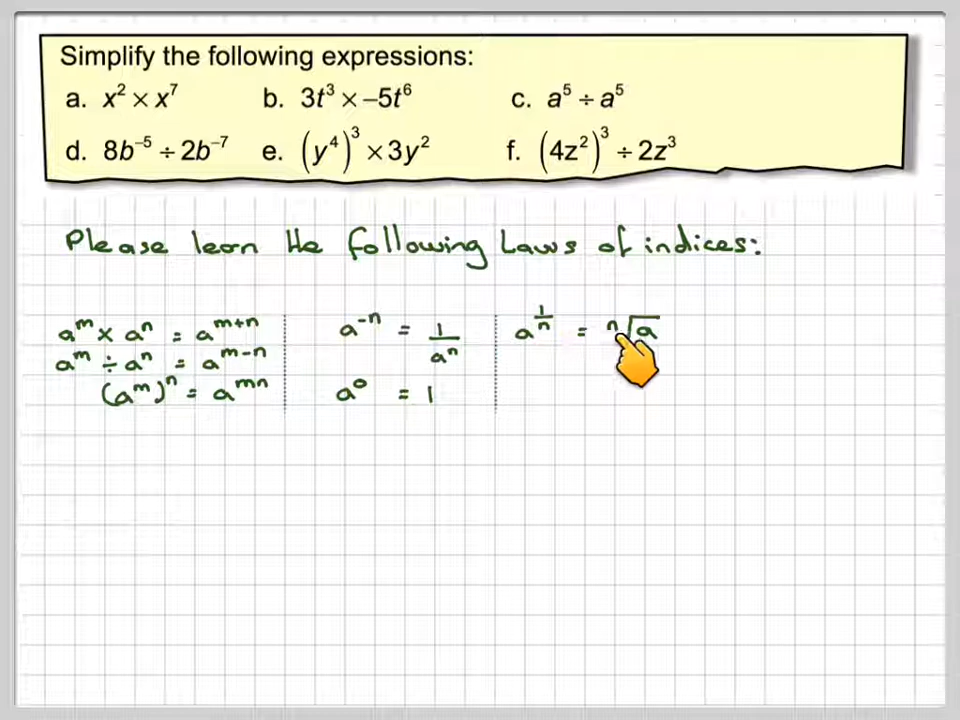 Simplify the following expressions:
a. x² × x⁷ b. 3t³ × −5t⁶ c. a⁵ ÷ a⁵
d. 8b⁻⁵ ÷ 2b⁻⁷ e. (y⁴)³ × 3y² f. (4z²)³ ÷ 2z³
Please learn the following Laws of indices:
aᵐ × aⁿ = aᵐ⁺ⁿ a⁻ⁿ = 1/aⁿ a^(1/n) = ⁿ√a
aᵐ ÷ aⁿ = aᵐ⁻ⁿ
(aᵐ)ⁿ = aᵐⁿ a⁰ = 1